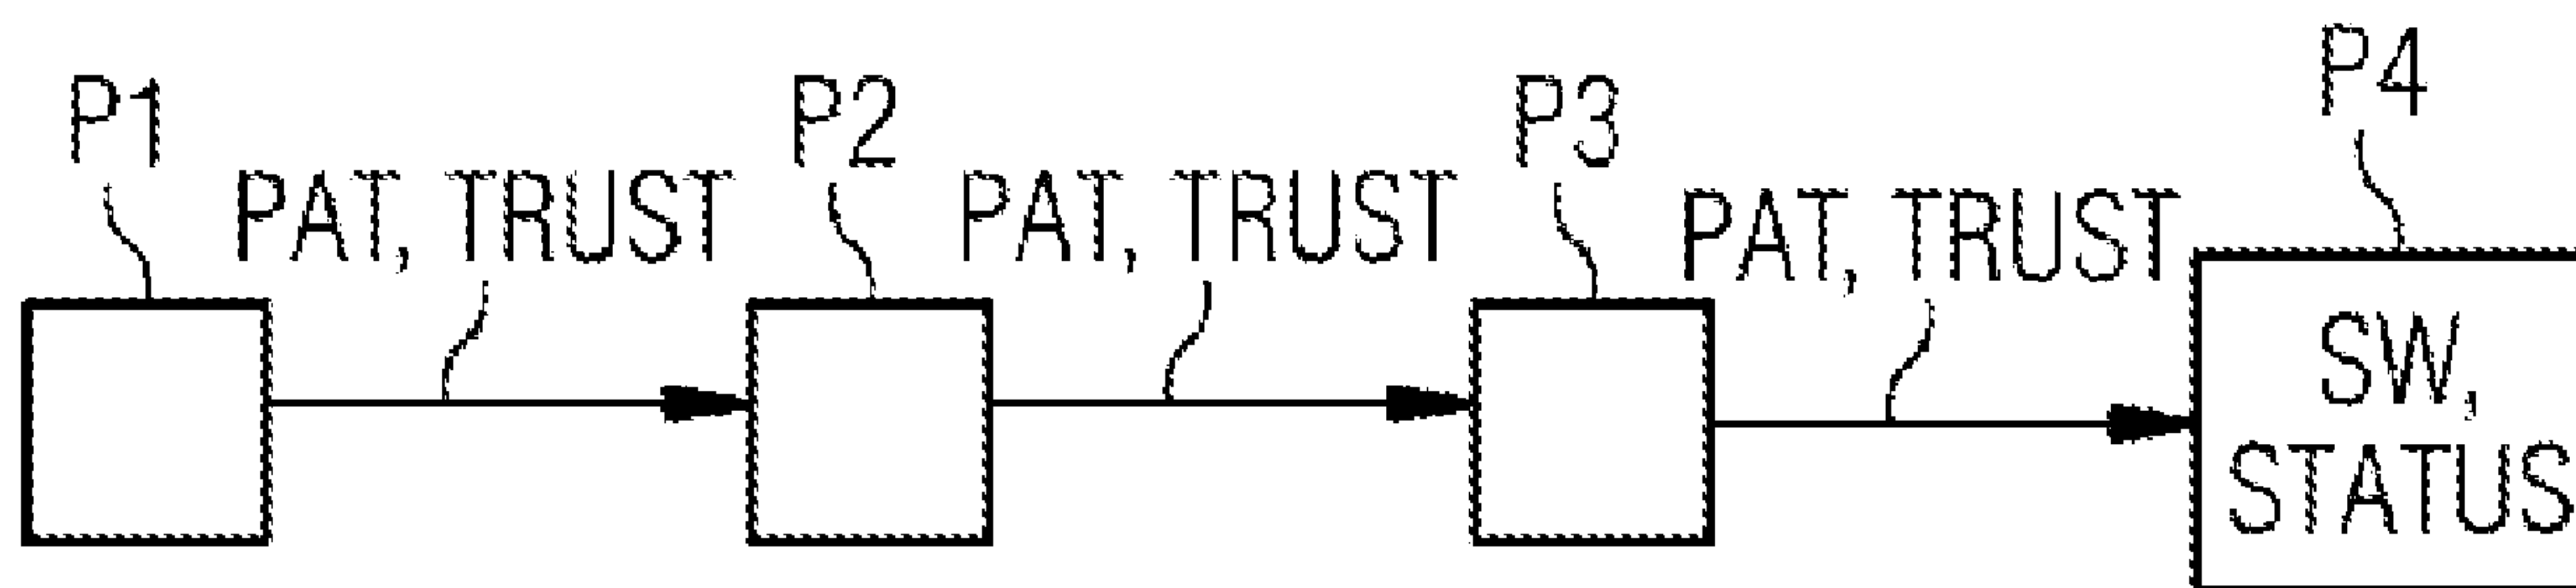 P1
PAT, TRUST
P2
PAT, TRUST
P3
PAT, TRUST
P4
SW,
STATUS